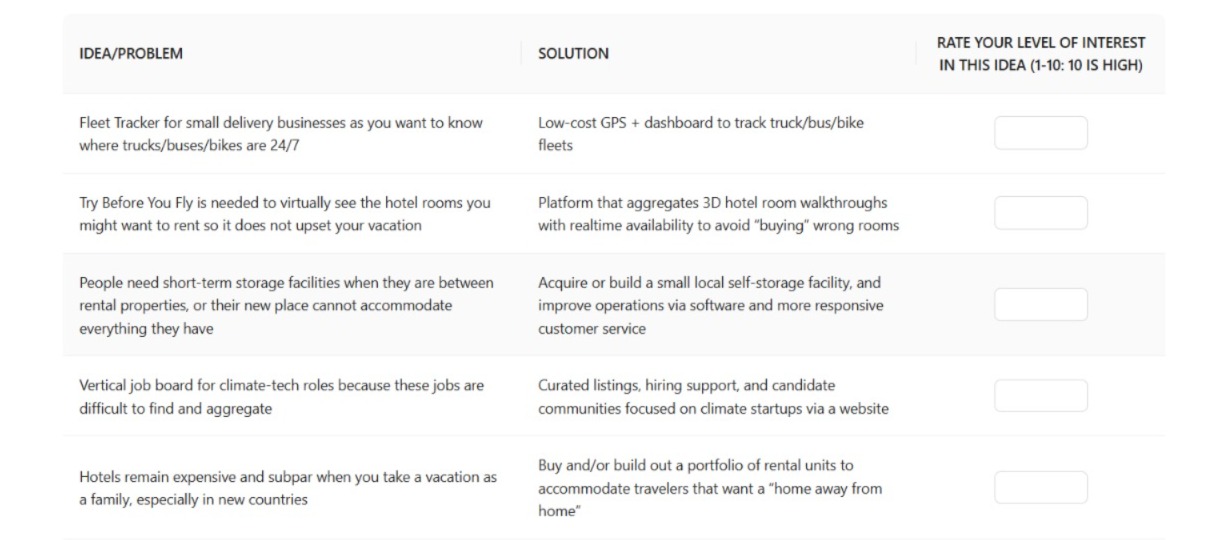 IDEA/PROBLEM
SOLUTION
RATE YOUR LEVEL OF INTEREST
IN THIS IDEA (1-10: 10 IS HIGH)
Fleet Tracker for small delivery businesses as you want to know
where trucks/buses/bikes are 24/7
Low-cost GPS + dashboard to track truck/bus/bike
fleets
Try Before You Fly is needed to virtually see the hotel rooms you
might want to rent so it does not upset your vacation
Platform that aggregates 3D hotel room walkthroughs
with realtime availability to avoid “buying” wrong rooms
People need short-term storage facilities when they are between
rental properties, or their new place cannot accommodate
everything they have
Acquire or build a small local self-storage facility, and
improve operations via software and more responsive
customer service
Vertical job board for climate-tech roles because these jobs are
difficult to find and aggregate
Curated listings, hiring support, and candidate
communities focused on climate startups via a website
Hotels remain expensive and subpar when you take a vacation as
a family, especially in new countries
Buy and/or build out a portfolio of rental units to
accommodate travelers that want a “home away from
home”